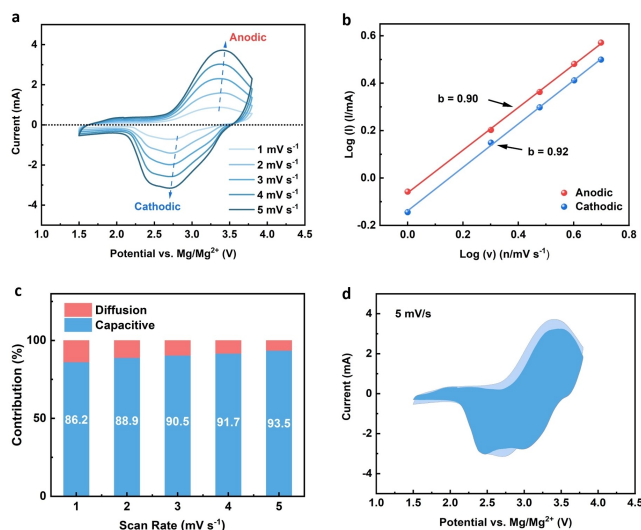 a
Anodic
Cathodic
1 mV s⁻¹
2 mV s⁻¹
3 mV s⁻¹
4 mV s⁻¹
5 mV s⁻¹
Current (mA)
4
2
0
-2
-4
1.0 1.5 2.0 2.5 3.0 3.5 4.0 4.5
Potential vs. Mg/Mg²⁺ (V)
b
b = 0.90
b = 0.92
Anodic
Cathodic
Log (I) (I/mA)
0.6
0.4
0.2
0.0
-0.2
0.0 0.2 0.4 0.6 0.8
Log (v) (n/mV s⁻¹)
c
Diffusion
Capacitive
Contribution (%)
100
50
0
86.2 88.9 90.5 91.7 93.5
1 2 3 4 5
Scan Rate (mV s⁻¹)
d
5 mV/s
Current (mA)
4
2
0
-2
-4
1.0 1.5 2.0 2.5 3.0 3.5 4.0 4.5
Potential vs. Mg/Mg²⁺ (V)